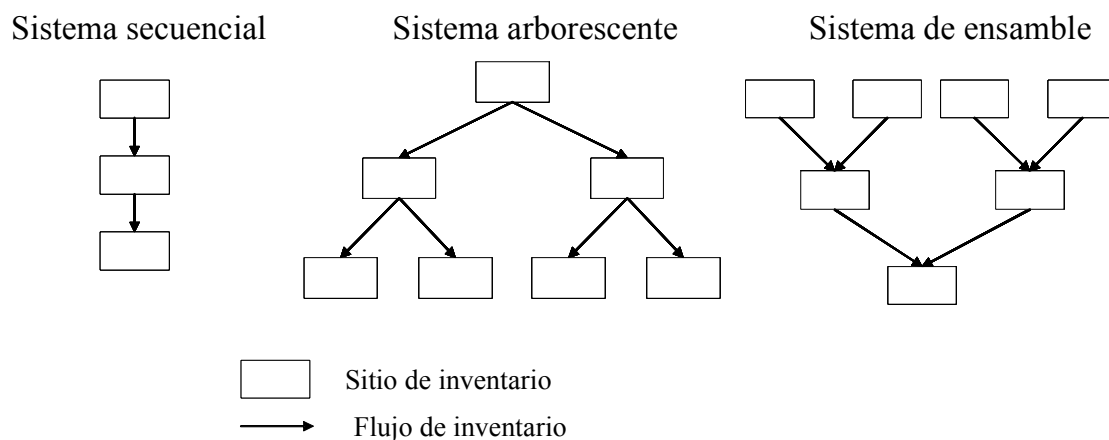 Sistema secuencial
Sistema arborescente
Sistema de ensamble
Sitio de inventario
Flujo de inventario